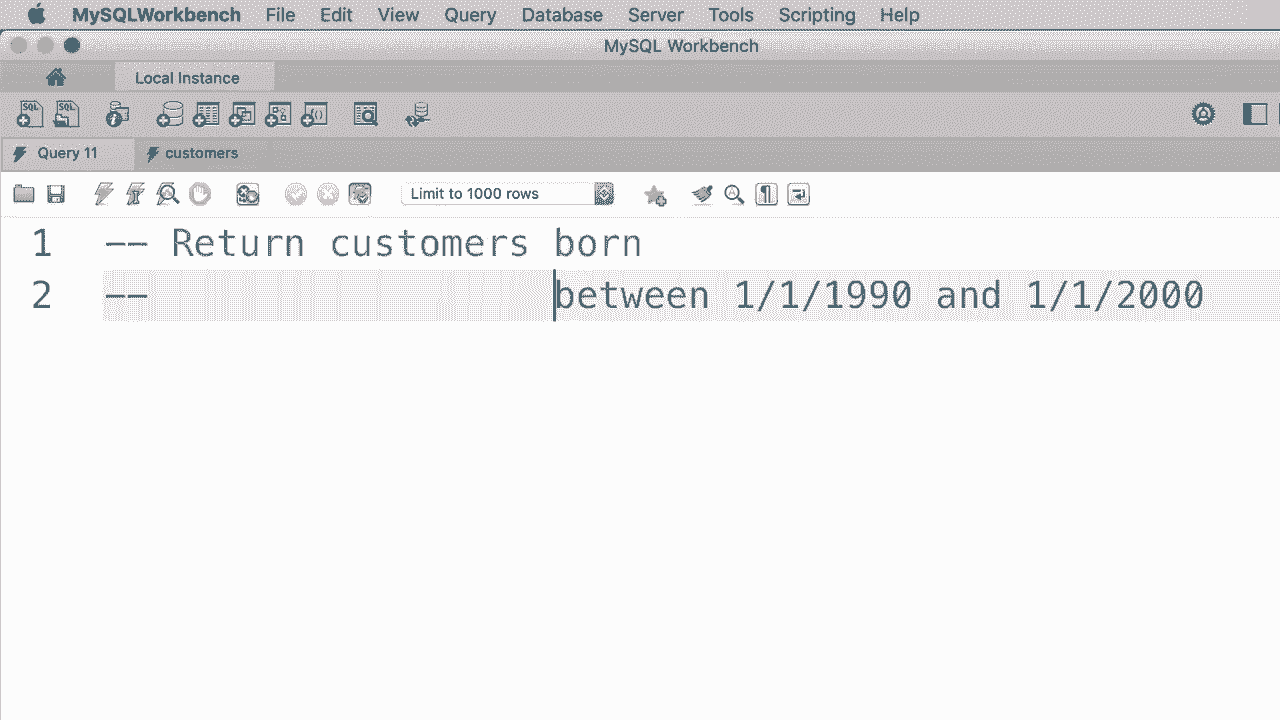 MySQLWorkbench File Edit View Query Database Server Tools Scripting Help
MySQL Workbench
Local Instance
SQL SQL
Query 11 customers
Limit to 1000 rows
1 -- Return customers born
2 -- between 1/1/1990 and 1/1/2000